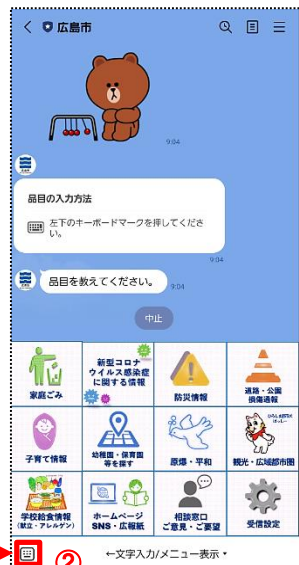 広島市
9:04
品目の入力方法
左下のキーボードマークを押してくださ
い。
9:04
品目を教えてください。
9:04
中止
家庭ごみ
新型コロナ
ウイルス感染症
に関する情報
防災情報
道路・公園
損傷通報
子育て情報
幼稚園・保育園
等を探す
原爆・平和
観光・広域都市圏
学校給食情報
(献立・アレルゲン)
ホームページ
SNS・広報紙
相談窓口
ご意見・ご要望
受信設定
②
←文字入力/メニュー表示▼